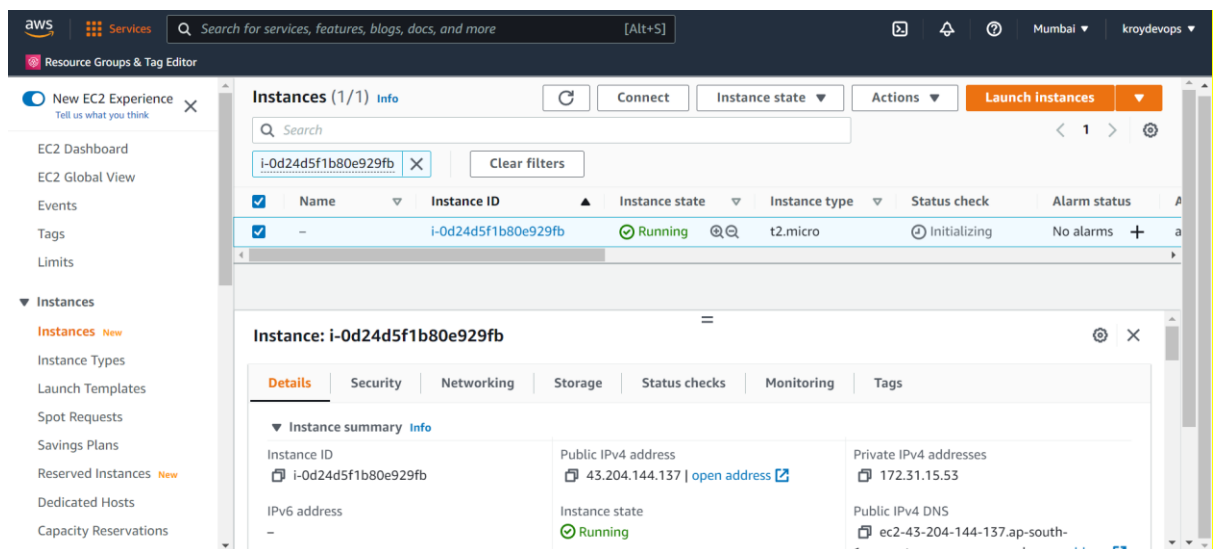 aws Services Search for services, features, blogs, docs, and more [Alt+S] Mumbai ▼ kroydevops ▼
Resource Groups & Tag Editor
New EC2 Experience
Tell us what you think
EC2 Dashboard
EC2 Global View
Events
Tags
Limits
Instances
Instances New
Instance Types
Launch Templates
Spot Requests
Savings Plans
Reserved Instances New
Dedicated Hosts
Capacity Reservations
Instances (1/1) Info Connect Instance state ▼ Actions ▼ Launch instances ▼
Search < 1 >
i-0d24d5f1b80e929fb Clear filters
Name Instance ID Instance state Instance type Status check Alarm status
– i-0d24d5f1b80e929fb Running t2.micro Initializing No alarms +
Instance: i-0d24d5f1b80e929fb
Details Security Networking Storage Status checks Monitoring Tags
Instance summary Info
Instance ID Public IPv4 address Private IPv4 addresses
i-0d24d5f1b80e929fb 43.204.144.137 | open address 172.31.15.53
IPv6 address Instance state Public IPv4 DNS
– Running ec2-43-204-144-137.ap-south-